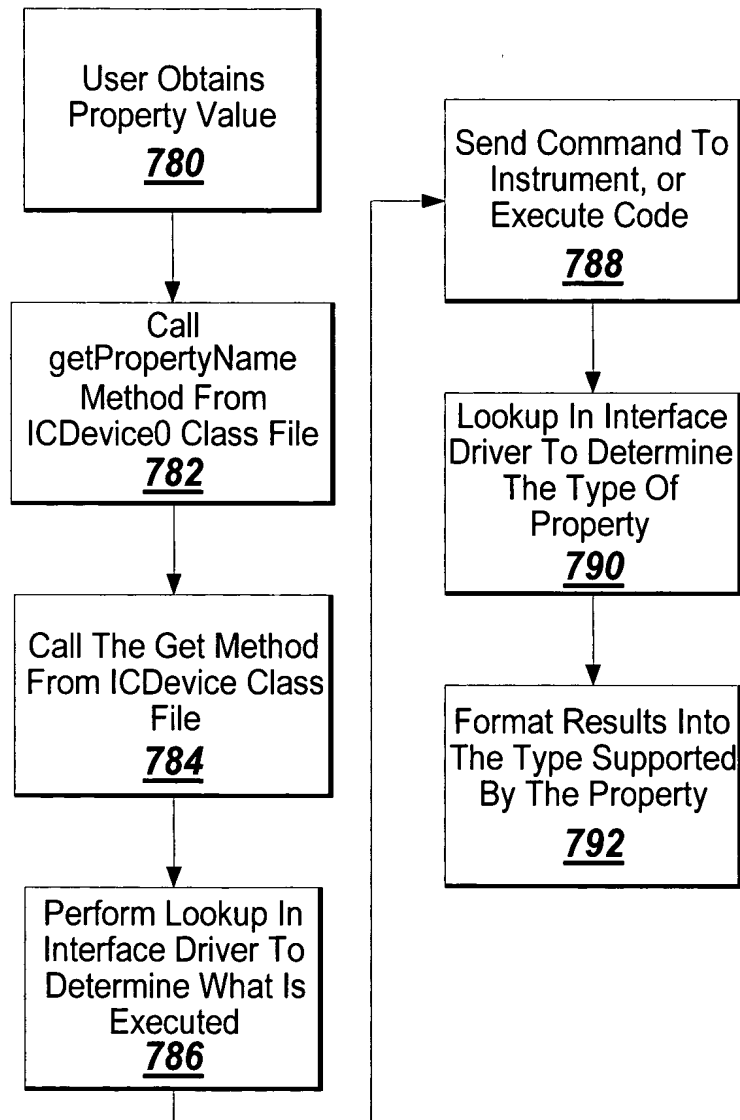 User Obtains
Property Value
780
Call
getPropertyName
Method From
ICDevice0 Class File
782
Call The Get Method
From ICDevice Class
File
784
Perform Lookup In
Interface Driver To
Determine What Is
Executed
786
Send Command To
Instrument, or
Execute Code
788
Lookup In Interface
Driver To Determine
The Type Of
Property
790
Format Results Into
The Type Supported
By The Property
792